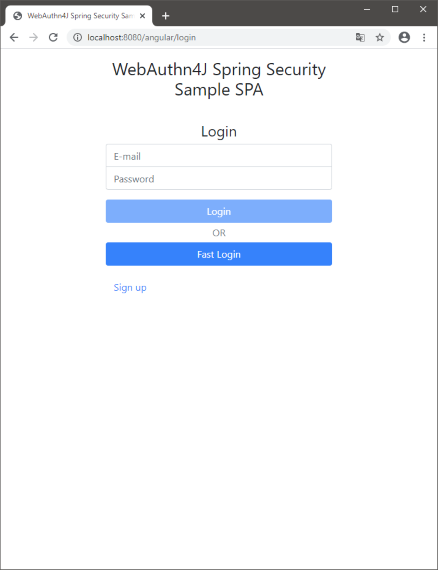 WebAuthn4J Spring Security Sam
localhost:8080/angular/login
WebAuthn4J Spring Security
Sample SPA
Login
E-mail
Password
Login
OR
Fast Login
Sign up